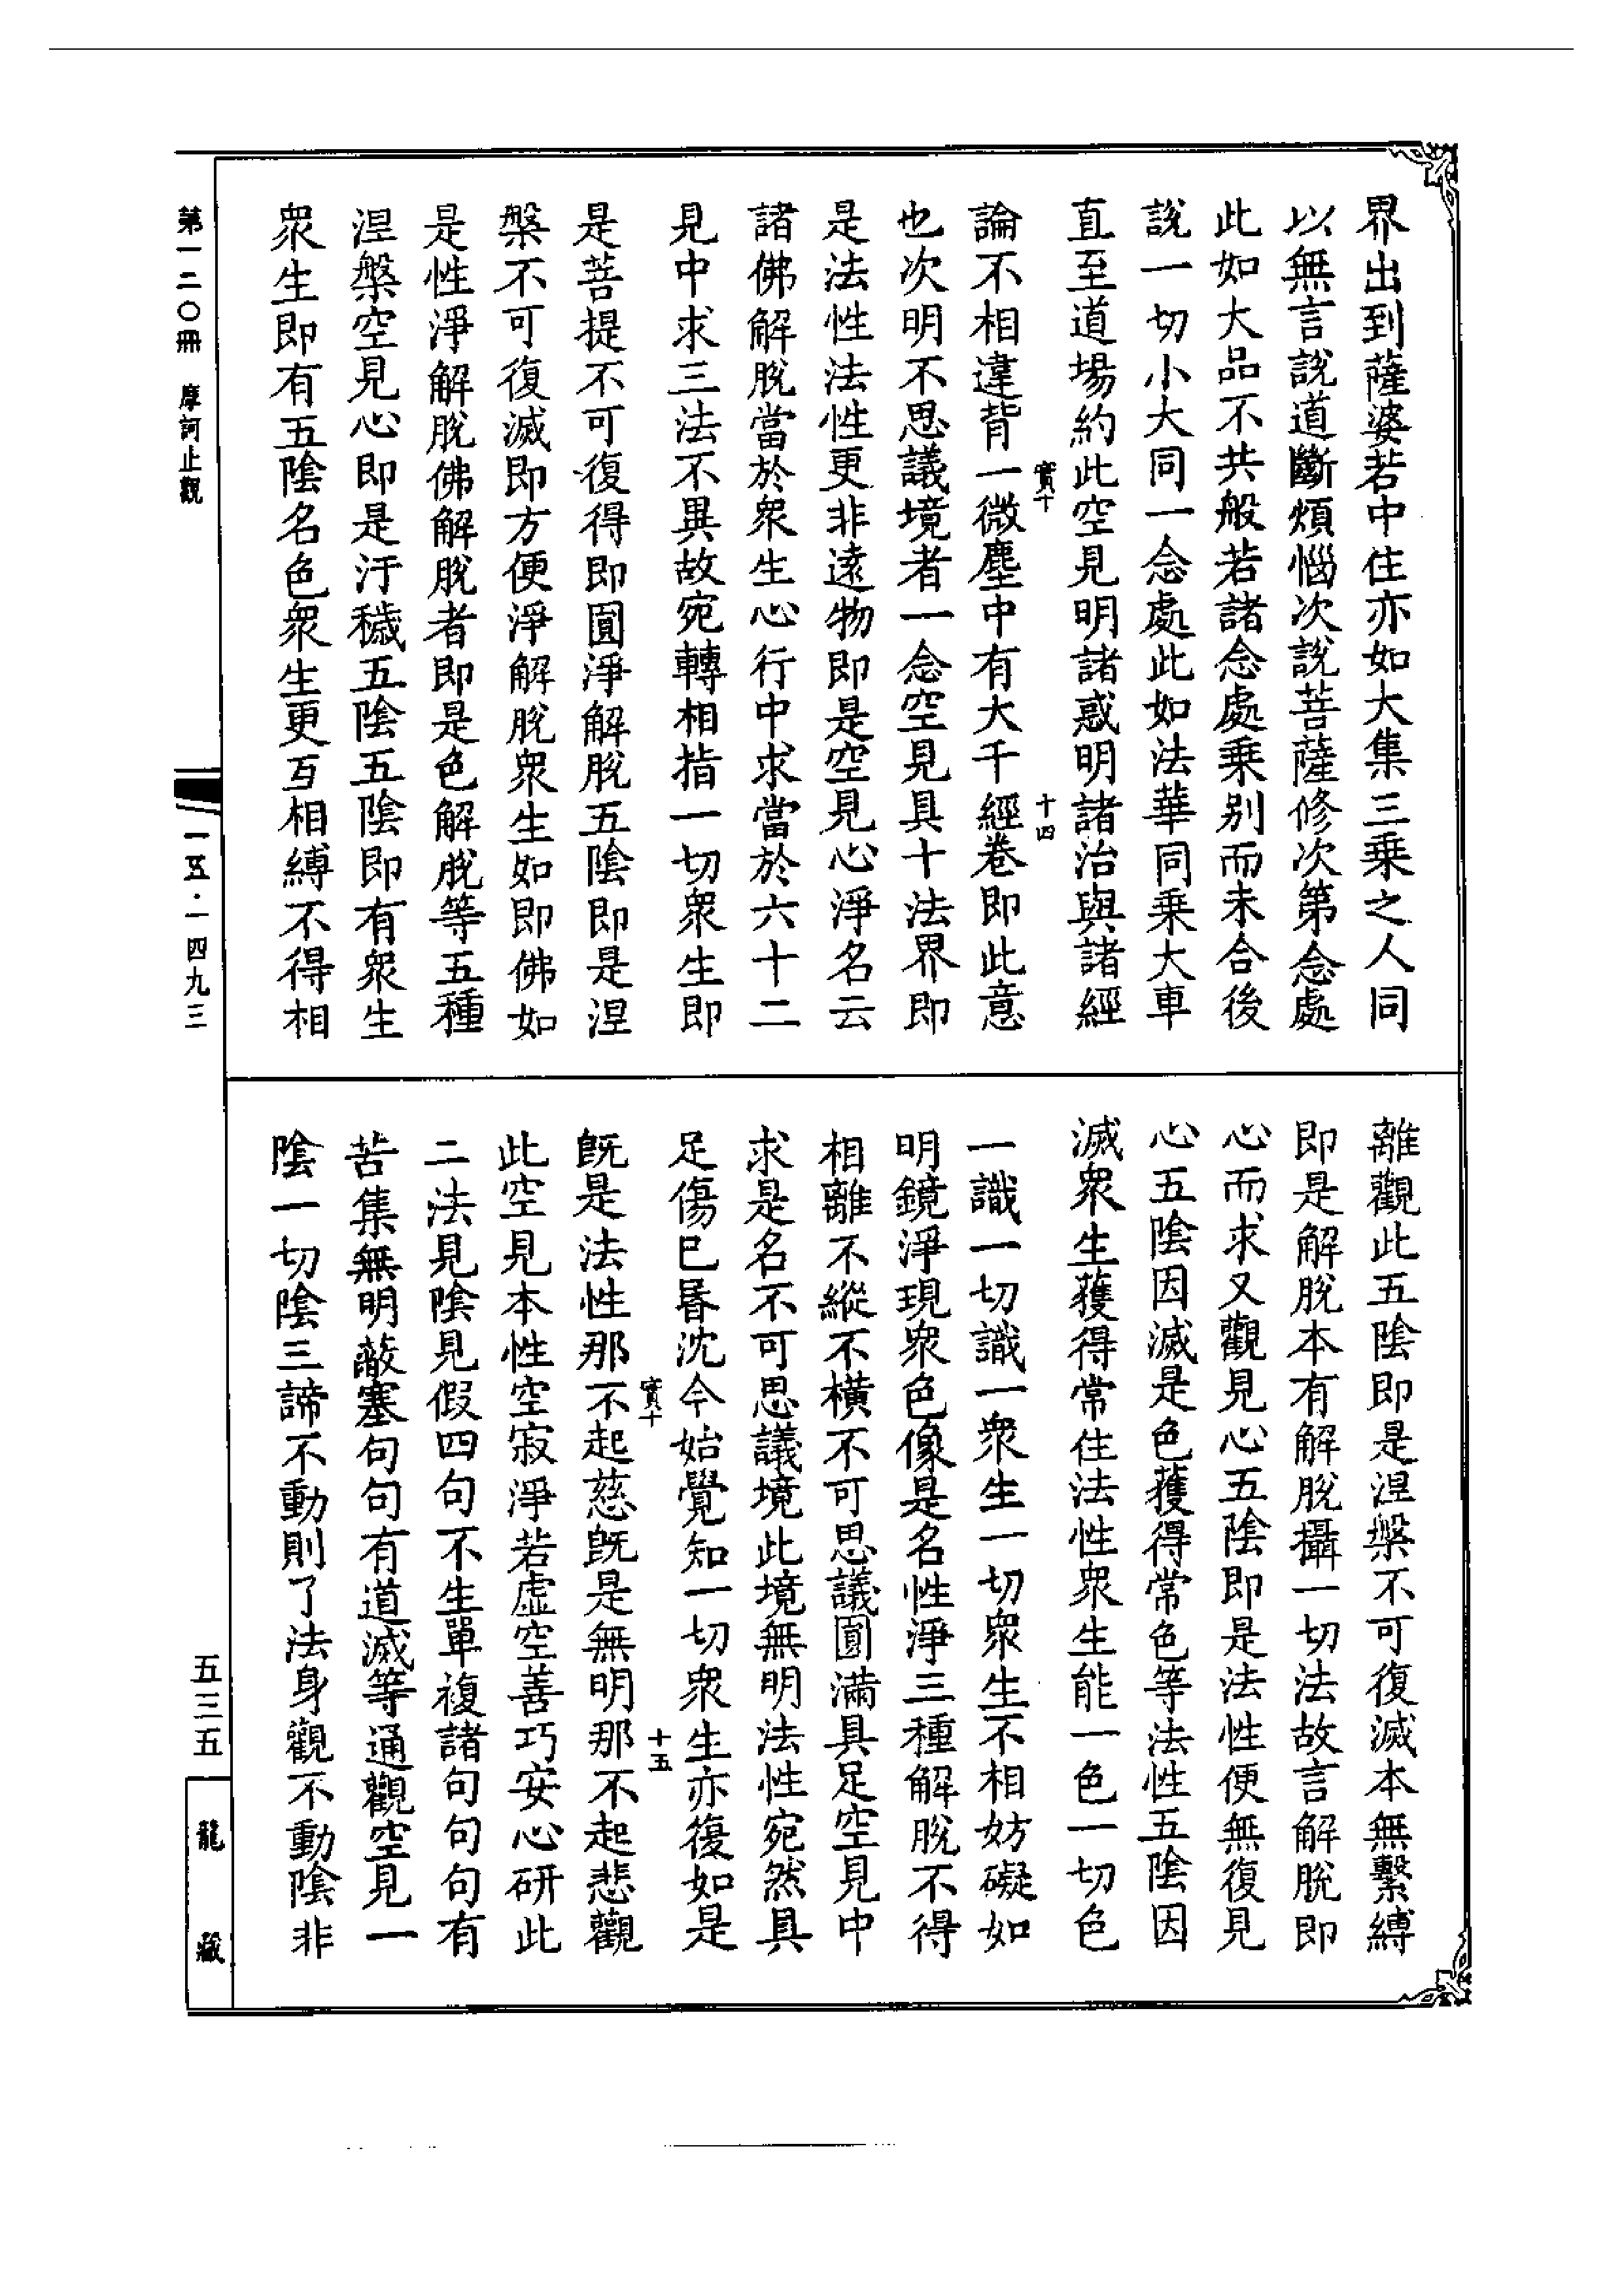 界出到薩婆若中住亦如大集三乘之人同
以無言說道斷煩惱次說菩薩修次第念處
此如大品不共般若諸念處乘別而未合後
說一切小大同一念處此如法華同乘大車
直至道場約此空見明諸惑明諸治與諸經
寶十
十四
論不相違背一微塵中有大千經卷即此意
也次明不思議境者一念空見具十法界即
是法性法性更非遠物即是空見心淨名云
諸佛解脫當於眾生心行中求當於六十二
見中求三法不異故宛轉相指一切眾生即
是菩提不可復得即圓淨解脫五陰即是涅
槃不可復滅即方便淨解脫眾生如即佛如
是性淨解脫佛解脫者即是色解脫等五種
涅槃空見心即是汙穢五陰五陰即有眾生
眾生即有五陰名色眾生更互相縛不得相
離觀此五陰即是涅槃不可復滅本無繫縛
即是解脫本有解脫攝一切法故言解脫即
心而求又觀見心五陰即是法性便無復見
心五陰因滅是色獲得常色等法性五陰因
滅眾生獲得常住法性眾生能一色一切色
一識一切識一眾生一切眾生不相妨礙如
明鏡淨現眾色像是名性淨三種解脫不得
相離不縱不橫不可思議圓滿具足空見中
求是名不可思議境此境無明法性宛然具
足傷已昬沈今始覺知一切眾生亦復如是
寶十
十五
既是法性那不起慈既是無明那不起悲觀
此空見本性空寂淨若虛空善巧安心研此
二法見陰見假四句不生單複諸句句句有
苦集無明蔽塞句句有道滅等通觀空見一
陰一切陰三諦不動則了法身觀不動陰非
第一二〇冊 摩訶止觀
一五·一四九三
五三五
龍藏